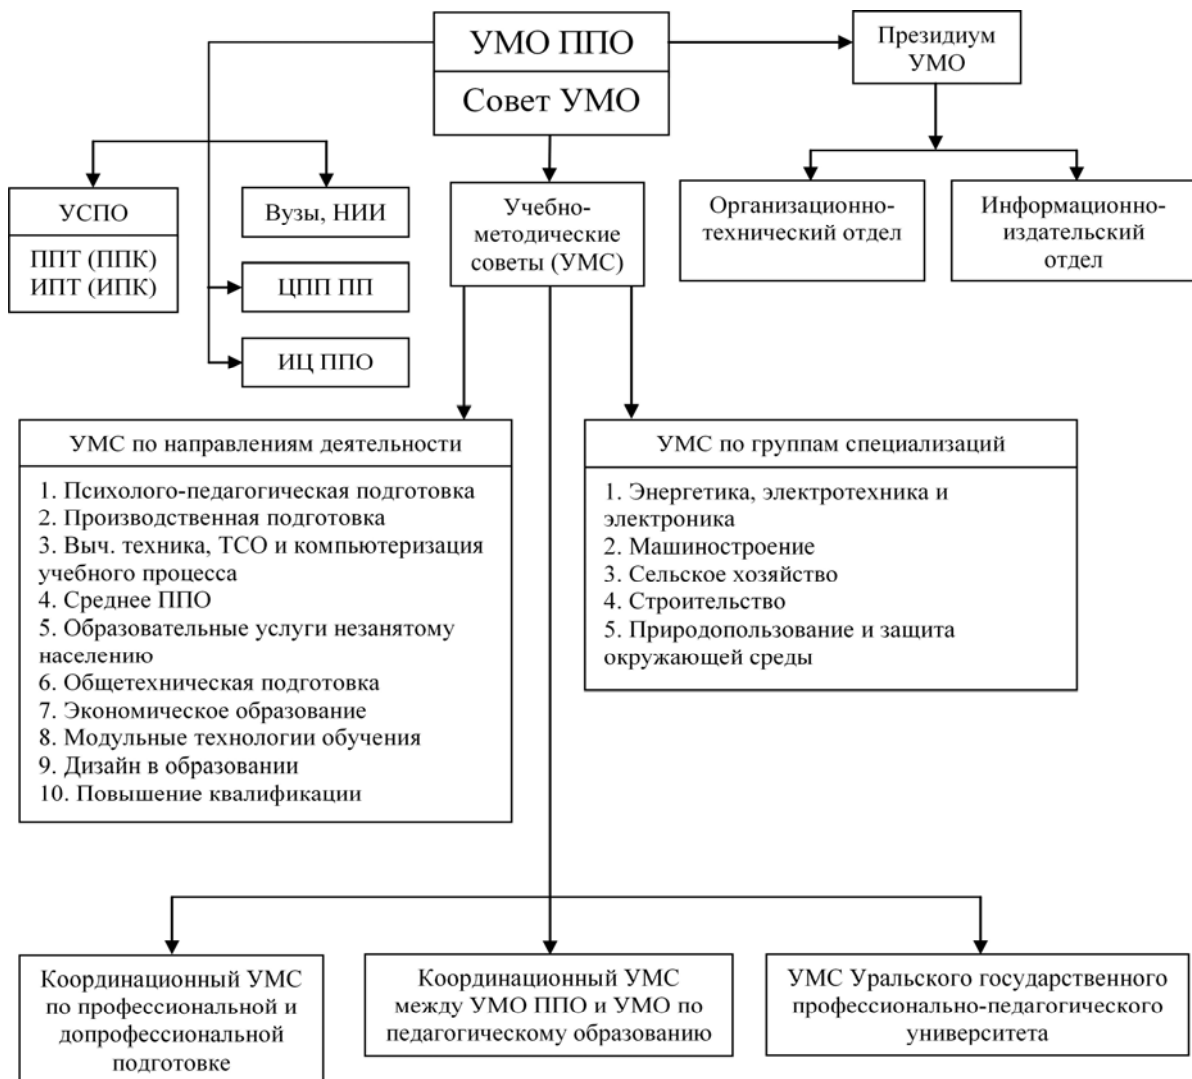 УМО ППО
Совет УМО
Президиум
УМО
УСПО
ППТ (ППК)
ИПТ (ИПК)
Вузы, НИИ
ЦПП ПП
ИЦ ППО
Учебно-
методические
советы (УМС)
Организационно-
технический отдел
Информационно-
издательский
отдел
УМС по направлениям деятельности
1. Психолого-педагогическая подготовка
2. Производственная подготовка
3. Выч. техника, ТСО и компьютеризация
учебного процесса
4. Среднее ППО
5. Образовательные услуги незанятому
населению
6. Общетехническая подготовка
7. Экономическое образование
8. Модульные технологии обучения
9. Дизайн в образовании
10. Повышение квалификации
УМС по группам специализаций
1. Энергетика, электротехника и
электроника
2. Машиностроение
3. Сельское хозяйство
4. Строительство
5. Природопользование и защита
окружающей среды
Координационный УМС
по профессиональной и
допрофессиональной
подготовке
Координационный УМС
между УМО ППО и УМО по
педагогическому образованию
УМС Уральского государственного
профессионально-педагогического
университета